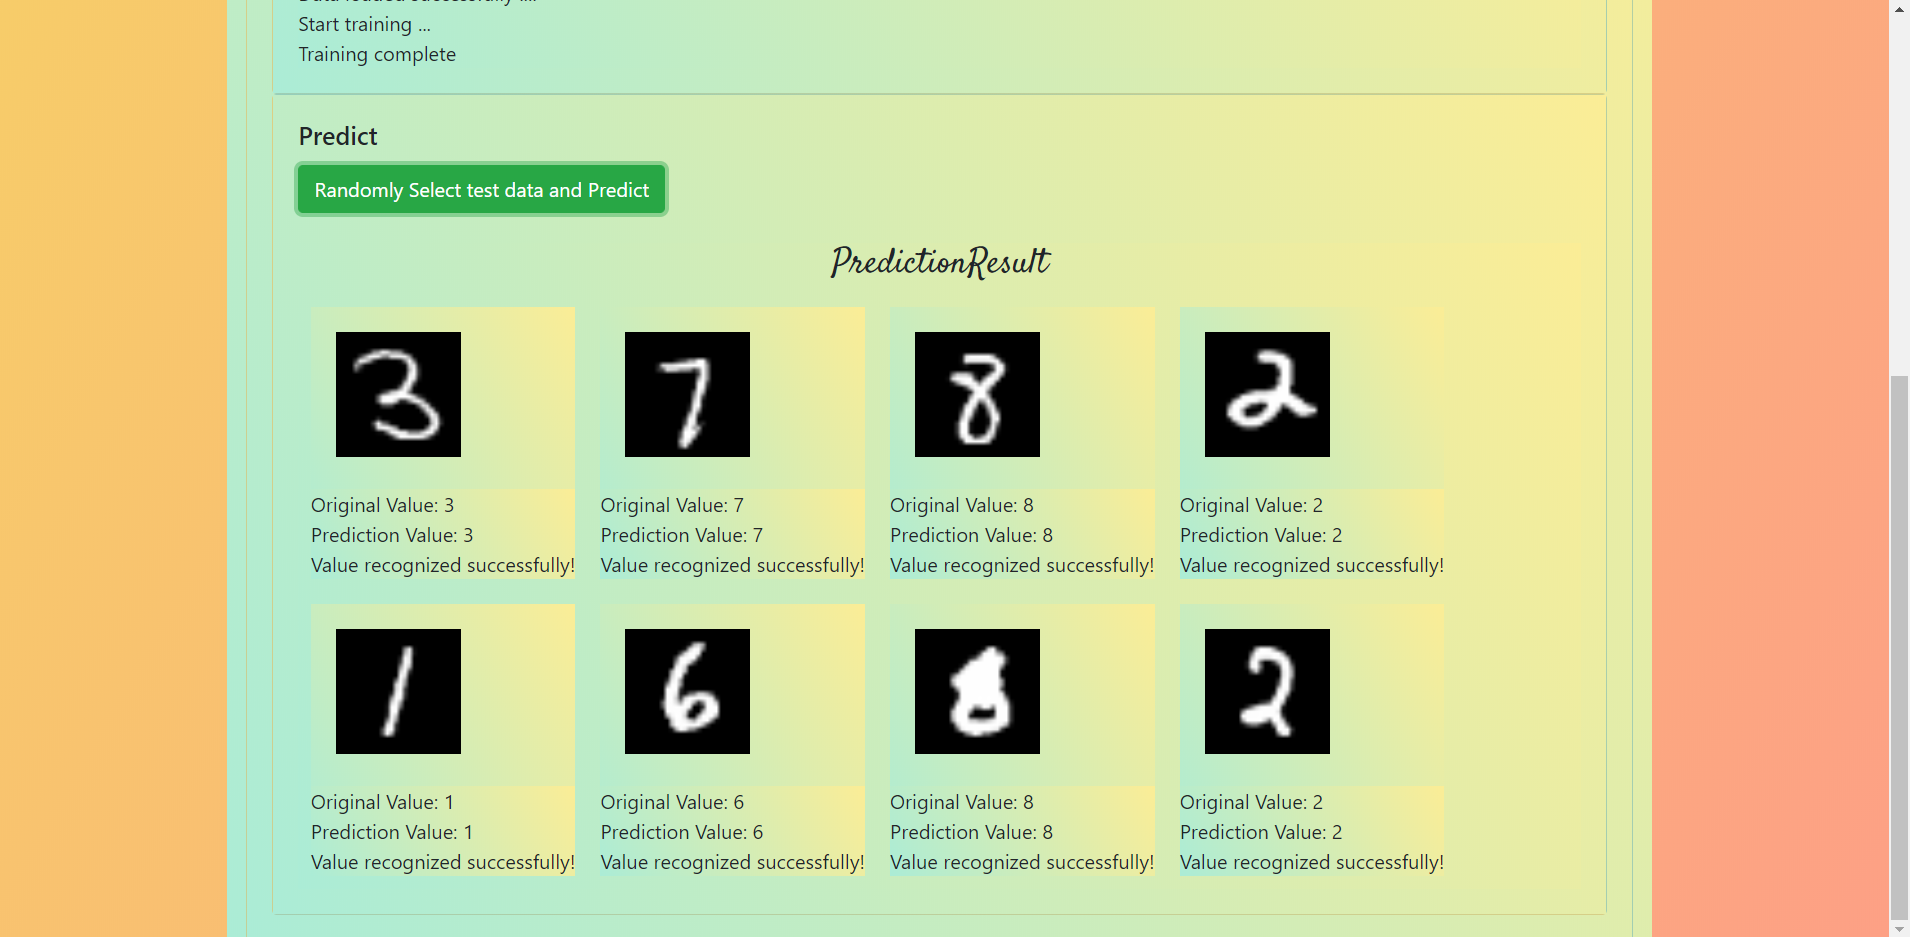 Data loaded successfully ....
Start training ...
Training complete
Predict
Randomly Select test data and Predict
PredictionResult
3 7 8 2
Original Value: 3 Original Value: 7 Original Value: 8 Original Value: 2
Prediction Value: 3 Prediction Value: 7 Prediction Value: 8 Prediction Value: 2
Value recognized successfully! Value recognized successfully! Value recognized successfully! Value recognized successfully!
1 6 8 2
Original Value: 1 Original Value: 6 Original Value: 8 Original Value: 2
Prediction Value: 1 Prediction Value: 6 Prediction Value: 8 Prediction Value: 2
Value recognized successfully! Value recognized successfully! Value recognized successfully! Value recognized successfully!